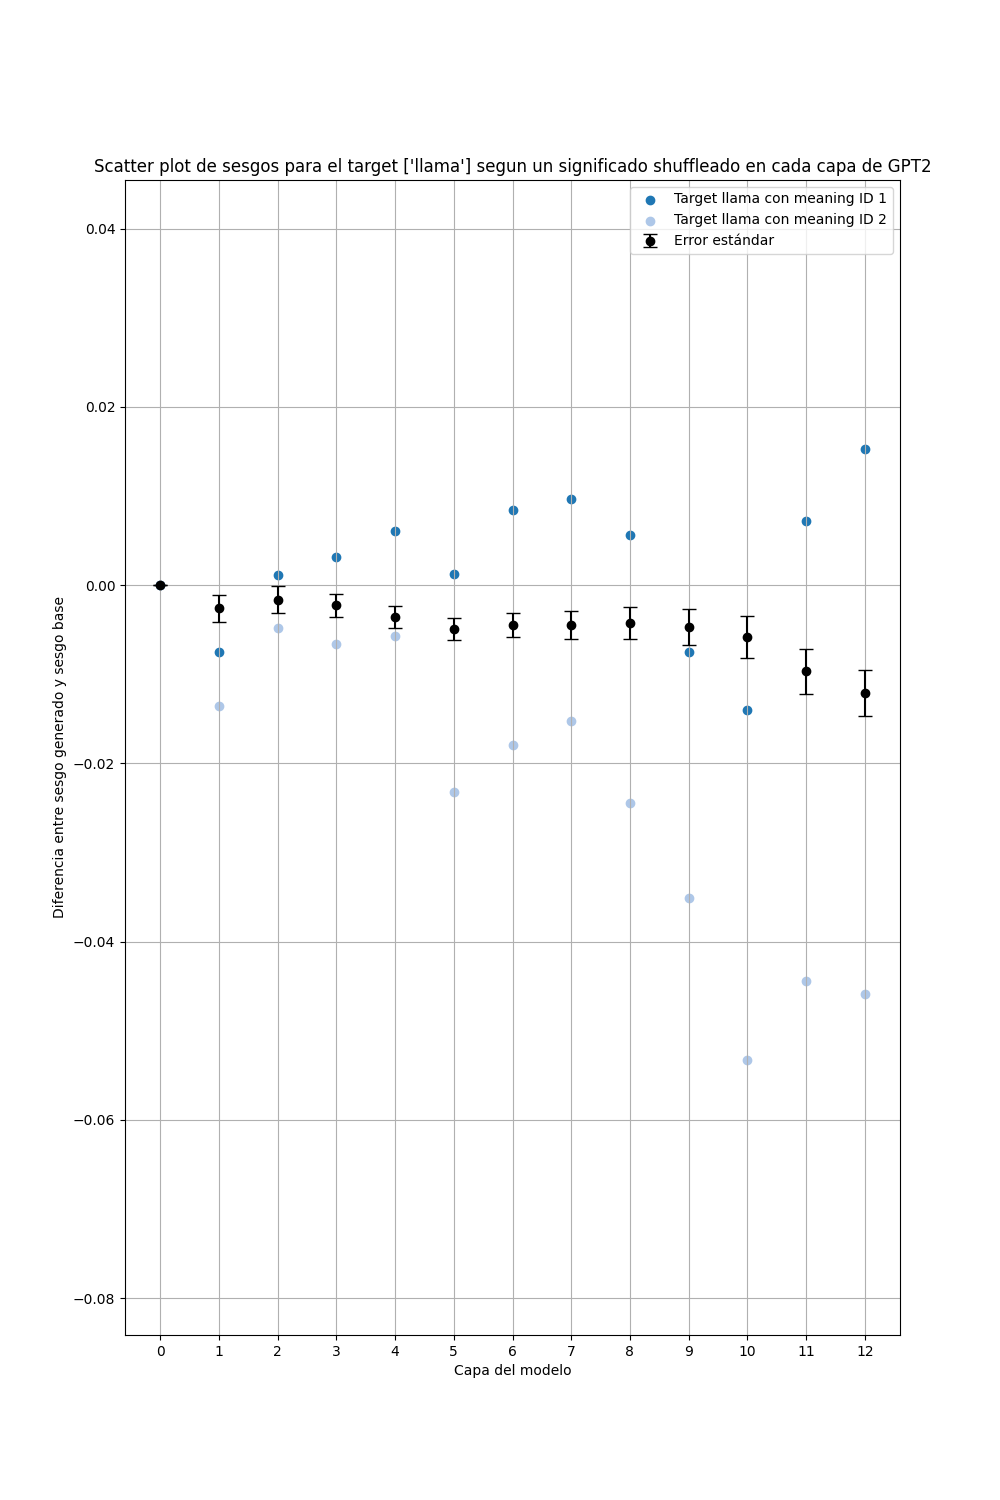 Scatter plot de sesgos para el target ['llama'] segun un significado shuffleado en cada capa de GPT2
Target llama con meaning ID 1
Target llama con meaning ID 2
Error estándar
0.04
0.02
0.00
−0.02
−0.04
−0.06
−0.08
Diferencia entre sesgo generado y sesgo base
0 1 2 3 4 5 6 7 8 9 10 11 12
Capa del modelo